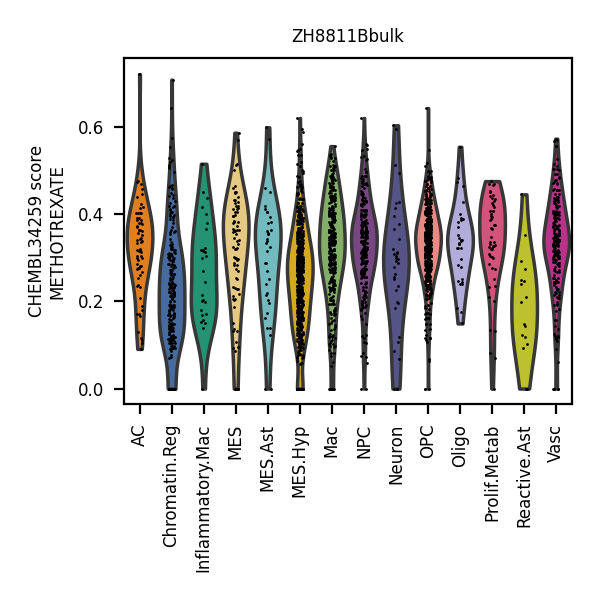 ZH8811Bbulk
CHEMBL34259 score
METHOTREXATE
0.6
0.4
0.2
0.0
AC
Chromatin.Reg
Inflammatory.Mac
MES
MES.Ast
MES.Hyp
Mac
NPC
Neuron
OPC
Oligo
Prolif.Metab
Reactive.Ast
Vasc